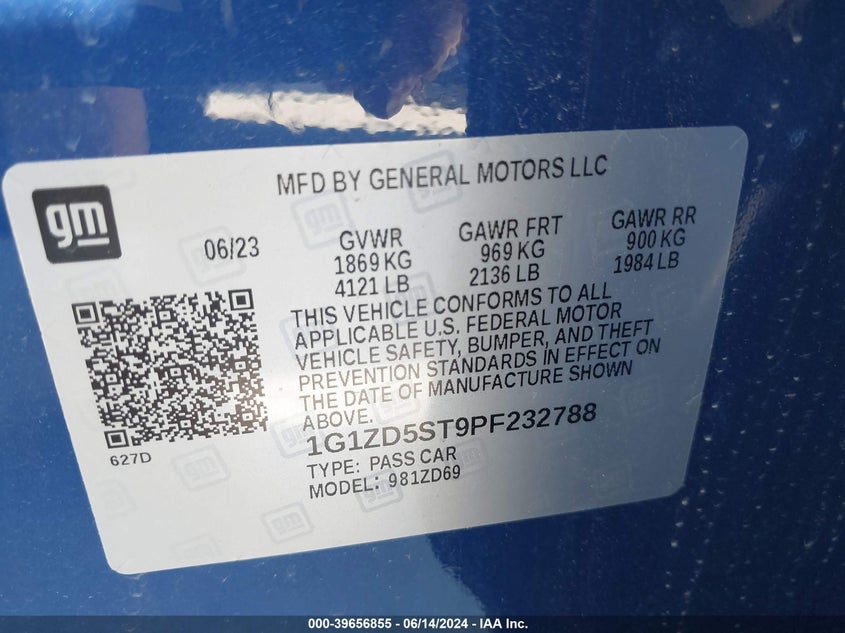 MFD BY GENERAL MOTORS LLC
gm
06/23
GVWR
1869 KG
4121 LB
GAWR FRT
969 KG
2136 LB
GAWR RR
900 KG
1984 LB
THIS VEHICLE CONFORMS TO ALL
APPLICABLE U.S. FEDERAL MOTOR
VEHICLE SAFETY, BUMPER, AND THEFT
PREVENTION STANDARDS IN EFFECT ON
THE DATE OF MANUFACTURE SHOWN
ABOVE.
1G1ZD5ST9PF232788
TYPE: PASS CAR
MODEL: 981ZD69
627D
000-39656855 - 06/14/2024 - IAA Inc.